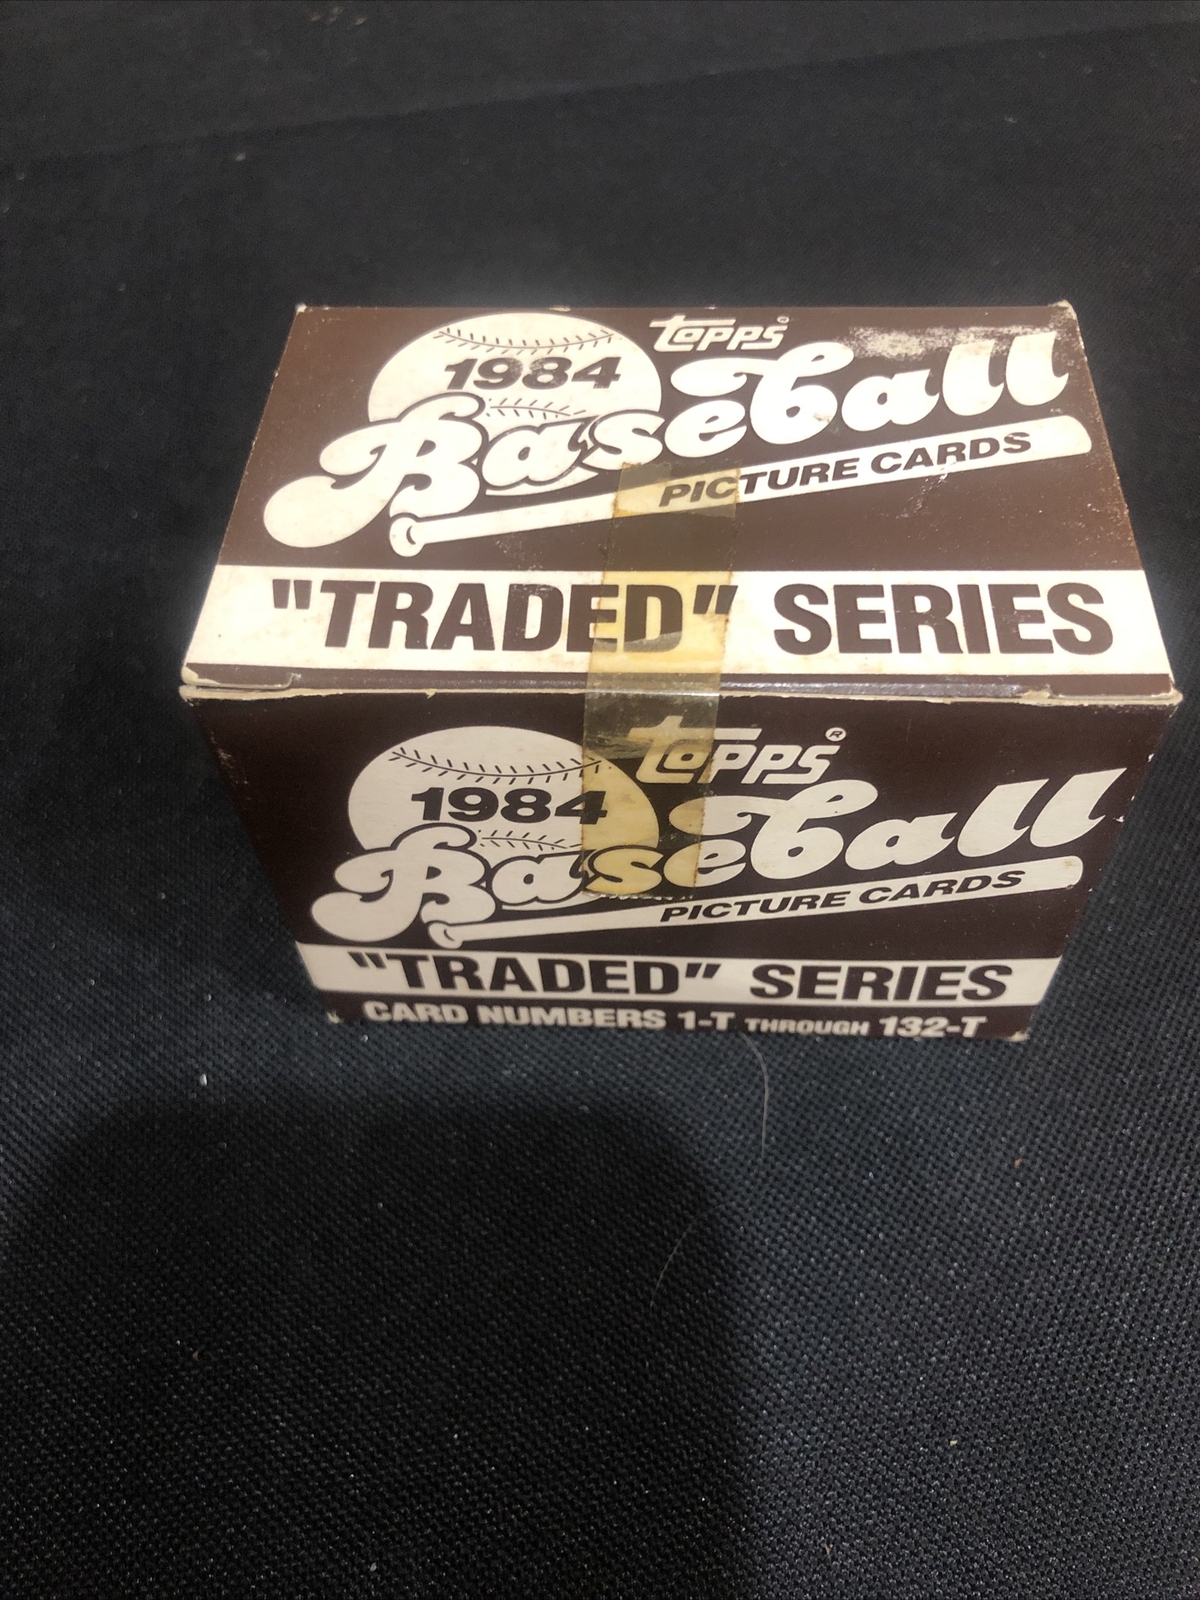 topps
1984
Baseball
PICTURE CARDS
"TRADED" SERIES
topps®
1984
Baseball
PICTURE CARDS
"TRADED" SERIES
CARD NUMBERS 1-T THROUGH 132-T